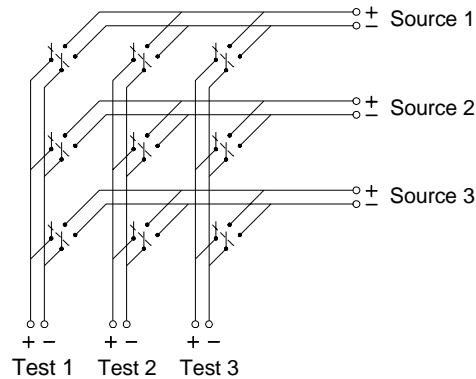 + Source 1
−
+ Source 2
−
+ Source 3
−
+ − + − + −
Test 1 Test 2 Test 3